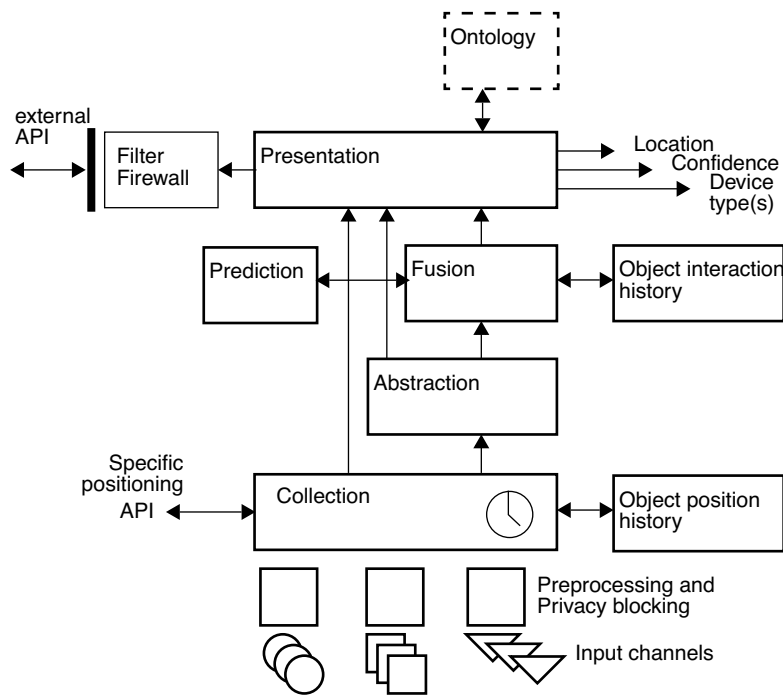 Ontology
external
API
Filter
Firewall
Presentation
Location
Confidence
Device
type(s)
Prediction
Fusion
Object interaction
history
Abstraction
Specific
positioning
API
Collection
Object position
history
Preprocessing and
Privacy blocking
Input channels